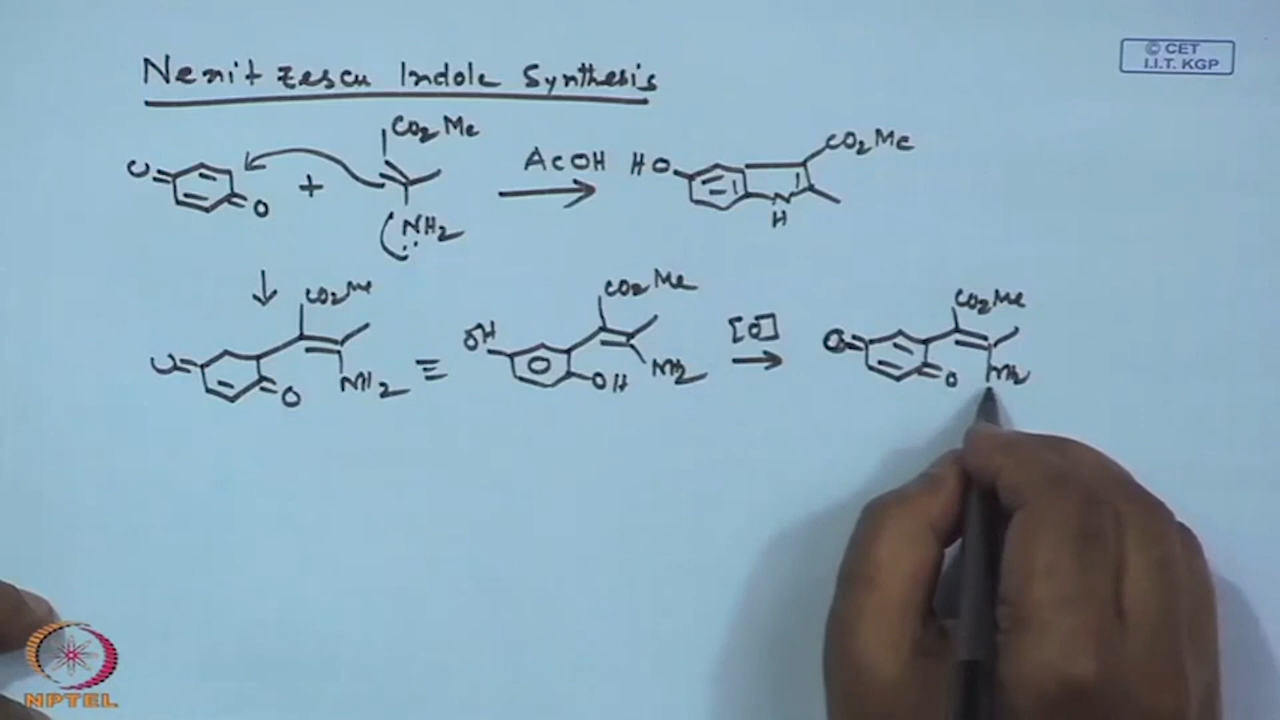 Nenitzescu Indole Synthesis
© CET
I.I.T. KGP
CO2Me
O
O
+
NH2
AcOH
HO
CO2Me
N
H
CO2Me
O
O
NH2
≡
OH
OH
CO2Me
NH2
[O]
O
O
CO2Me
NH2
NPTEL